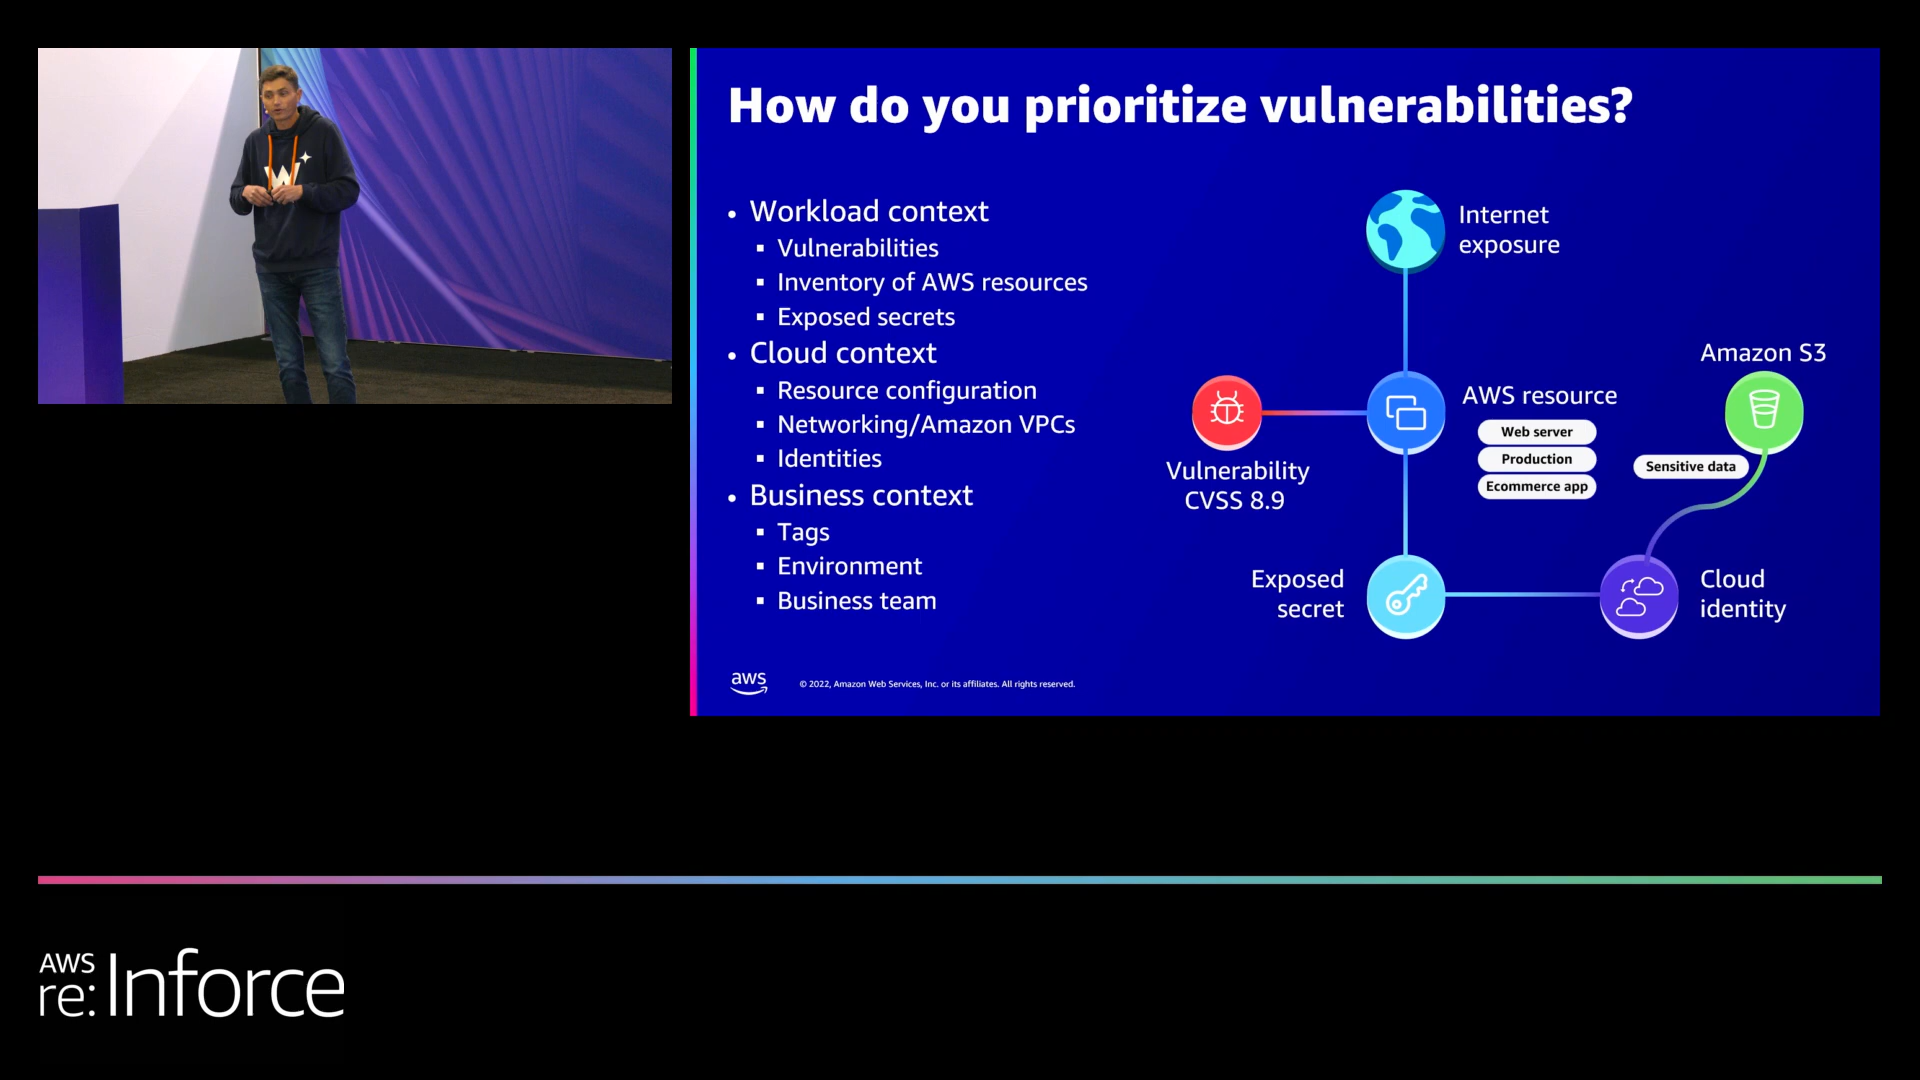 How do you prioritize vulnerabilities?
• Workload context
▪ Vulnerabilities
▪ Inventory of AWS resources
▪ Exposed secrets
• Cloud context
▪ Resource configuration
▪ Networking/Amazon VPCs
▪ Identities
• Business context
▪ Tags
▪ Environment
▪ Business team
Internet
exposure
Amazon S3
AWS resource
Web server
Production
Ecommerce app
Sensitive data
Vulnerability
CVSS 8.9
Exposed
secret
Cloud
identity
aws
© 2022, Amazon Web Services, Inc. or its affiliates. All rights reserved.
W
AWS
re:Inforce